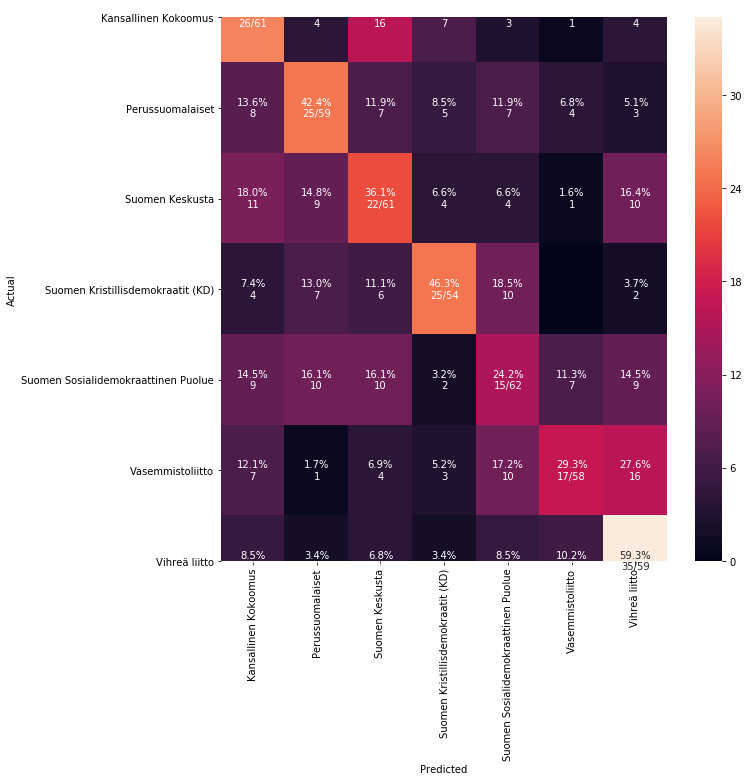 Kansallinen Kokoomus
26/61 4 16 7 3 1 4
Perussuomalaiset
13.6% 42.4% 11.9% 8.5% 11.9% 6.8% 5.1%
8 25/59 7 5 7 4 3
Suomen Keskusta
18.0% 14.8% 36.1% 6.6% 6.6% 1.6% 16.4%
11 9 22/61 4 4 1 10
Suomen Kristillisdemokraatit (KD)
7.4% 13.0% 11.1% 46.3% 18.5% 3.7%
4 7 6 25/54 10 2
Suomen Sosialidemokraattinen Puolue
14.5% 16.1% 16.1% 3.2% 24.2% 11.3% 14.5%
9 10 10 2 15/62 7 9
Vasemmistoliitto
12.1% 1.7% 6.9% 5.2% 17.2% 29.3% 27.6%
7 1 4 3 10 17/58 16
Vihreä liitto
8.5% 3.4% 6.8% 3.4% 8.5% 10.2% 59.3%
35/59
Actual
Kansallinen Kokoomus
Perussuomalaiset
Suomen Keskusta
Suomen Kristillisdemokraatit (KD)
Suomen Sosialidemokraattinen Puolue
Vasemmistoliitto
Vihreä liitto
Predicted
30
24
18
12
6
0